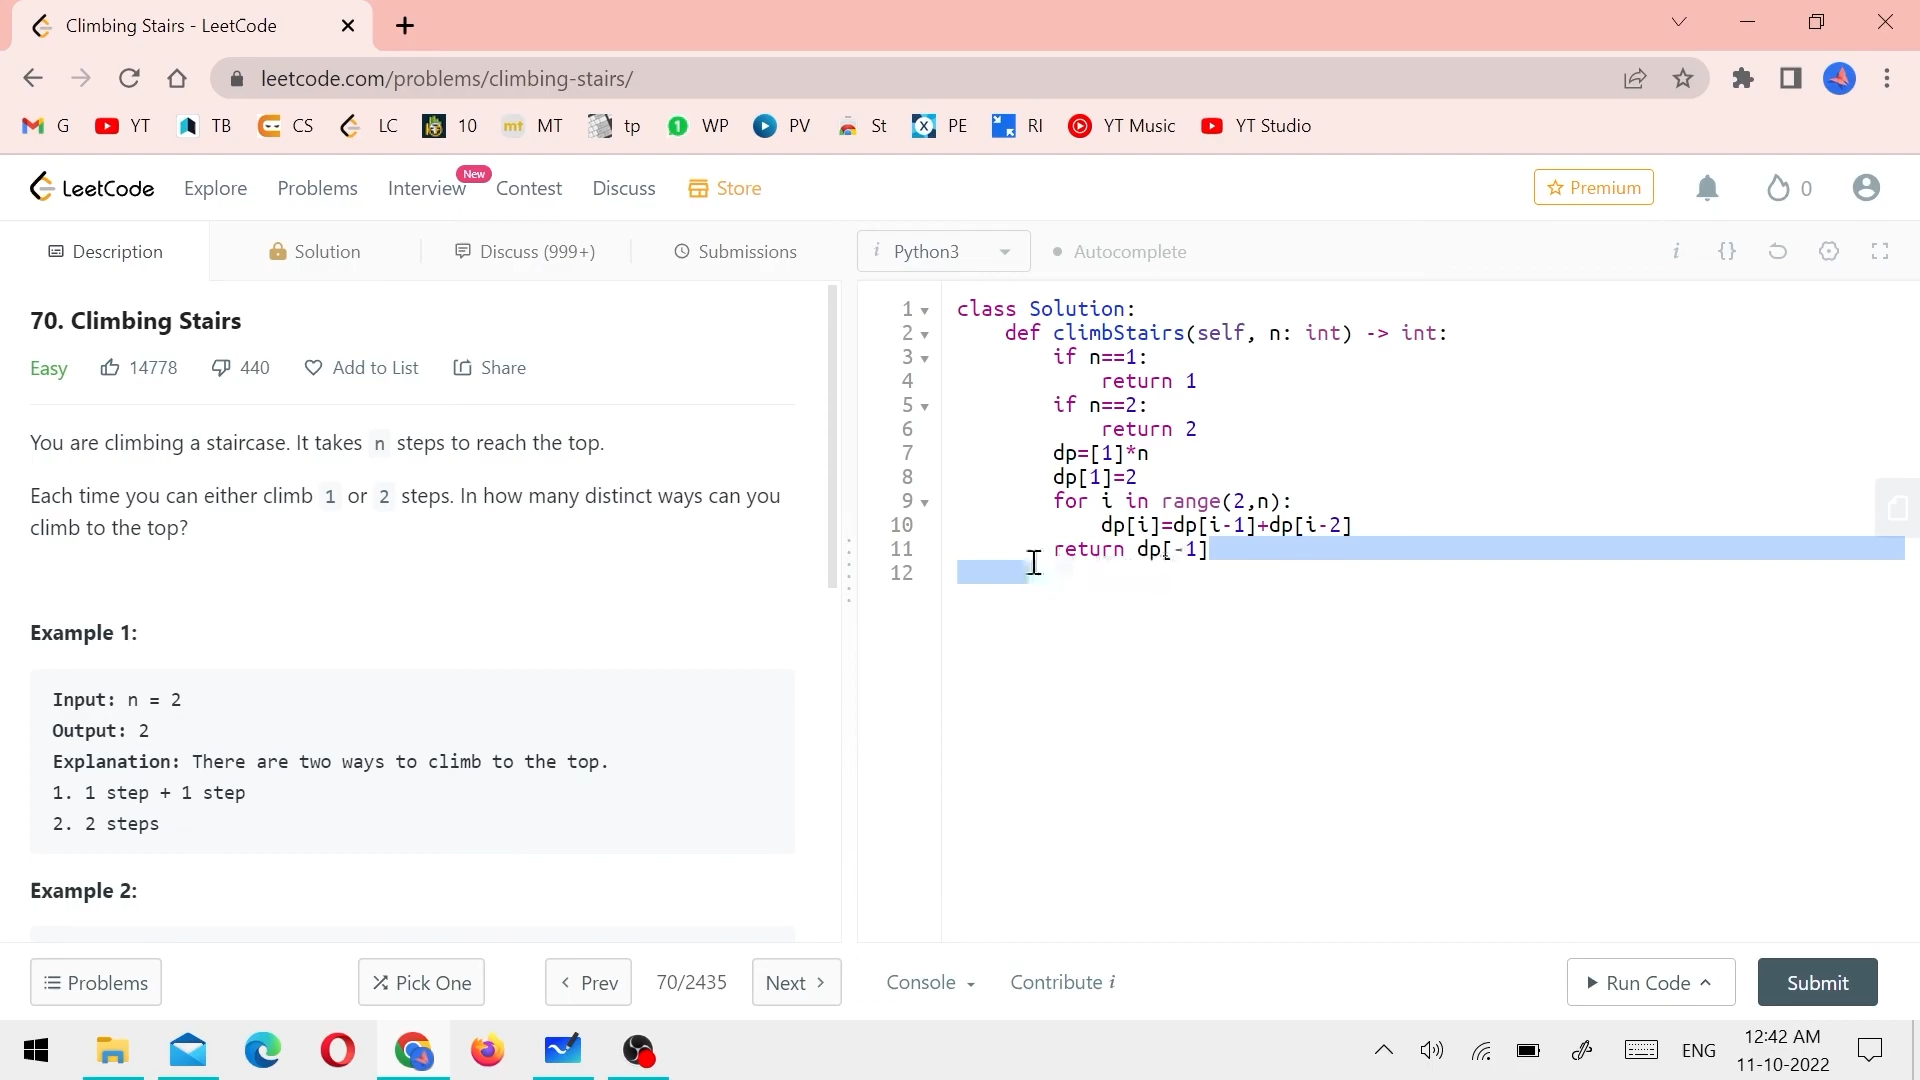 Climbing Stairs - LeetCode
leetcode.com/problems/climbing-stairs/
G YT TB CS LC 10 MT tp WP PV St PE RI YT Music YT Studio
LeetCode Explore Problems Interview New Contest Discuss Store Premium 0
Description Solution Discuss (999+) Submissions i Python3 Autocomplete i {}
70. Climbing Stairs
Easy 14778 440 Add to List Share
You are climbing a staircase. It takes n steps to reach the top.
Each time you can either climb 1 or 2 steps. In how many distinct ways can you
climb to the top?
Example 1:
Input: n = 2
Output: 2
Explanation: There are two ways to climb to the top.
1. 1 step + 1 step
2. 2 steps
Example 2:
1 class Solution:
2 def climbStairs(self, n: int) -> int:
3 if n==1:
4 return 1
5 if n==2:
6 return 2
7 dp=[1]*n
8 dp[1]=2
9 for i in range(2,n):
10 dp[i]=dp[i-1]+dp[i-2]
11 return dp[-1]
12
Problems Pick One Prev 70/2435 Next Console Contribute i Run Code Submit
ENG 12:42 AM
11-10-2022